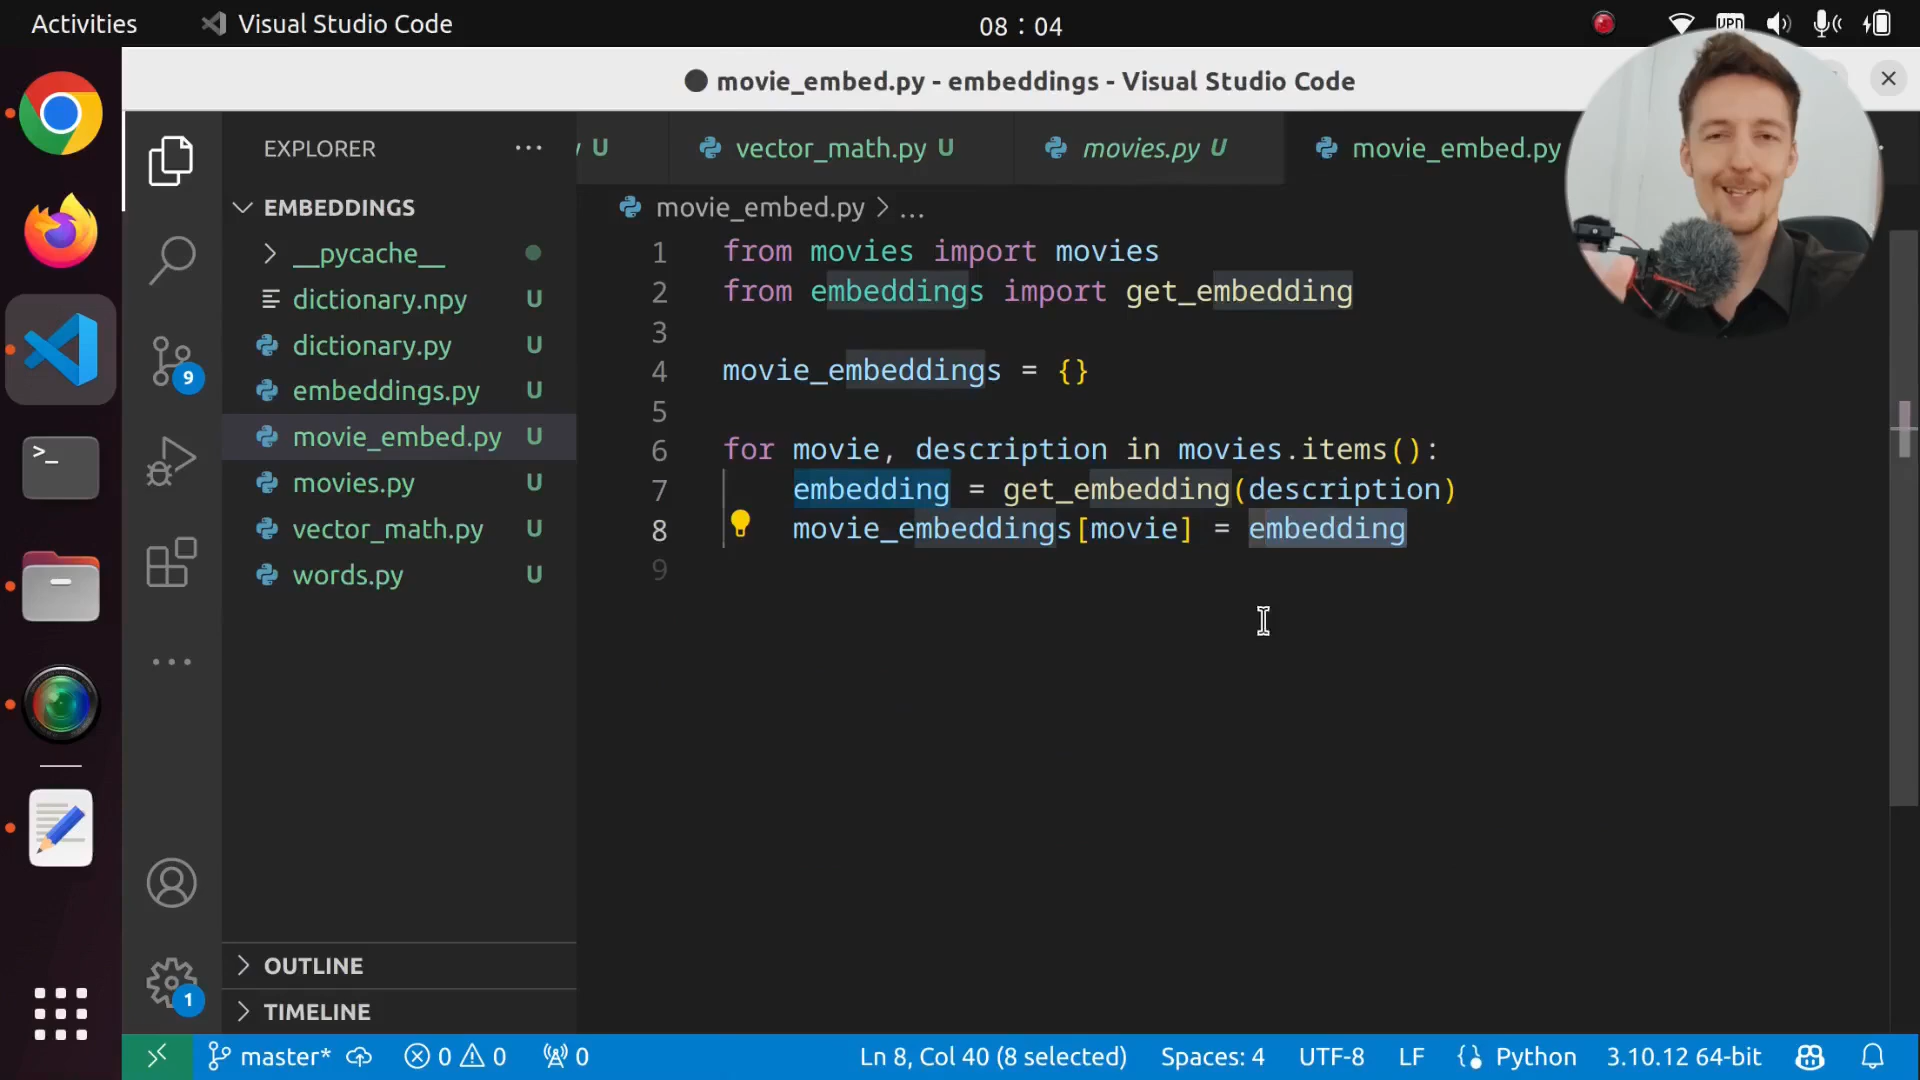 Activities
Visual Studio Code
08 : 04
VPN
movie_embed.py - embeddings - Visual Studio Code
EXPLORER
U
vector_math.py U
movies.py U
movie_embed.py
EMBEDDINGS
movie_embed.py > ...
__pycache__
dictionary.npy U
dictionary.py U
embeddings.py U
movie_embed.py U
movies.py U
vector_math.py U
words.py U
9
1 from movies import movies
2 from embeddings import get_embedding
3
4 movie_embeddings = {}
5
6 for movie, description in movies.items():
7 embedding = get_embedding(description)
8 movie_embeddings[movie] = embedding
9
OUTLINE
TIMELINE
1
master* 0 0 0 Ln 8, Col 40 (8 selected) Spaces: 4 UTF-8 LF Python 3.10.12 64-bit